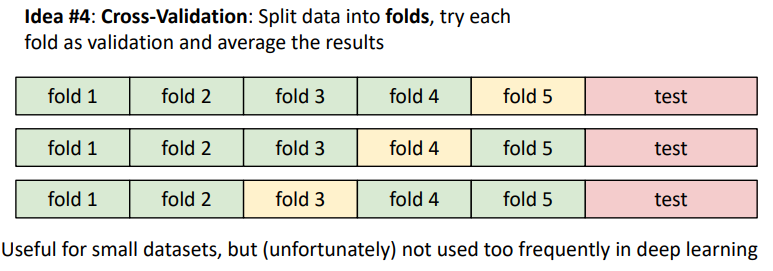 Idea #4: Cross-Validation: Split data into folds, try each
fold as validation and average the results
fold 1 fold 2 fold 3 fold 4 fold 5 test
fold 1 fold 2 fold 3 fold 4 fold 5 test
fold 1 fold 2 fold 3 fold 4 fold 5 test
Useful for small datasets, but (unfortunately) not used too frequently in deep learning